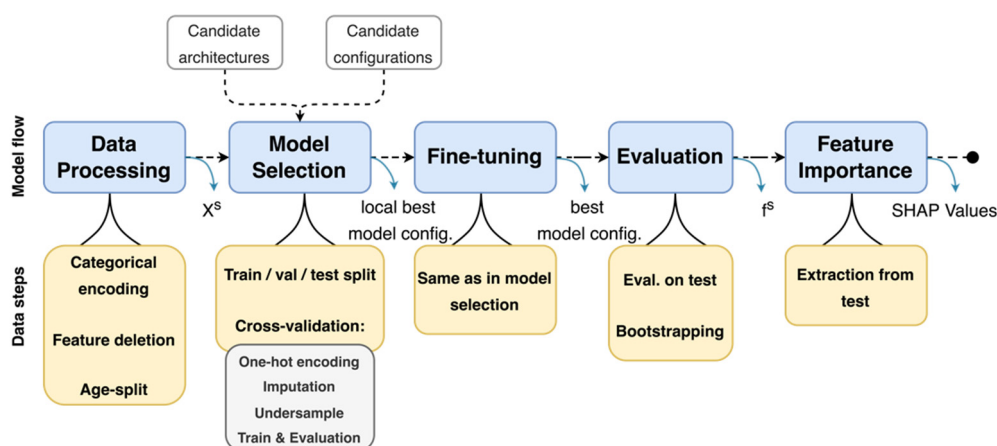 Candidate
architectures
Candidate
configurations
Model flow
Data
Processing
Model
Selection
Fine-tuning
Evaluation
Feature
Importance
Xˢ
local best
model config.
best
model config.
fˢ
SHAP Values
Data steps
Categorical
encoding
Feature deletion
Age-split
Train / val / test split
Cross-validation:
One-hot encoding
Imputation
Undersample
Train & Evaluation
Same as in model
selection
Eval. on test
Bootstrapping
Extraction from
test